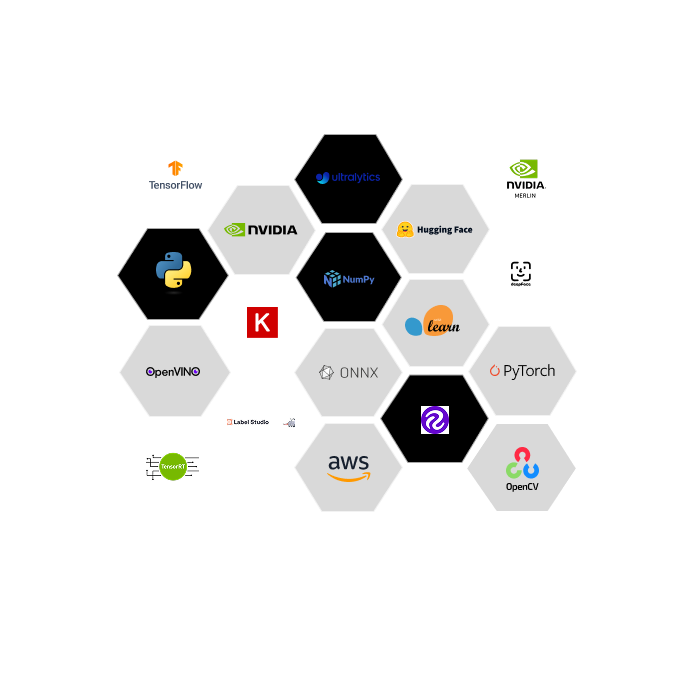 TensorFlow
ultralytics
NVIDIA.
MERLIN
NVIDIA
Hugging Face
deepface
NumPy
K
learn
OpenVINO
ONNX
PyTorch
Label Studio
TensorRT
aws
OpenCV